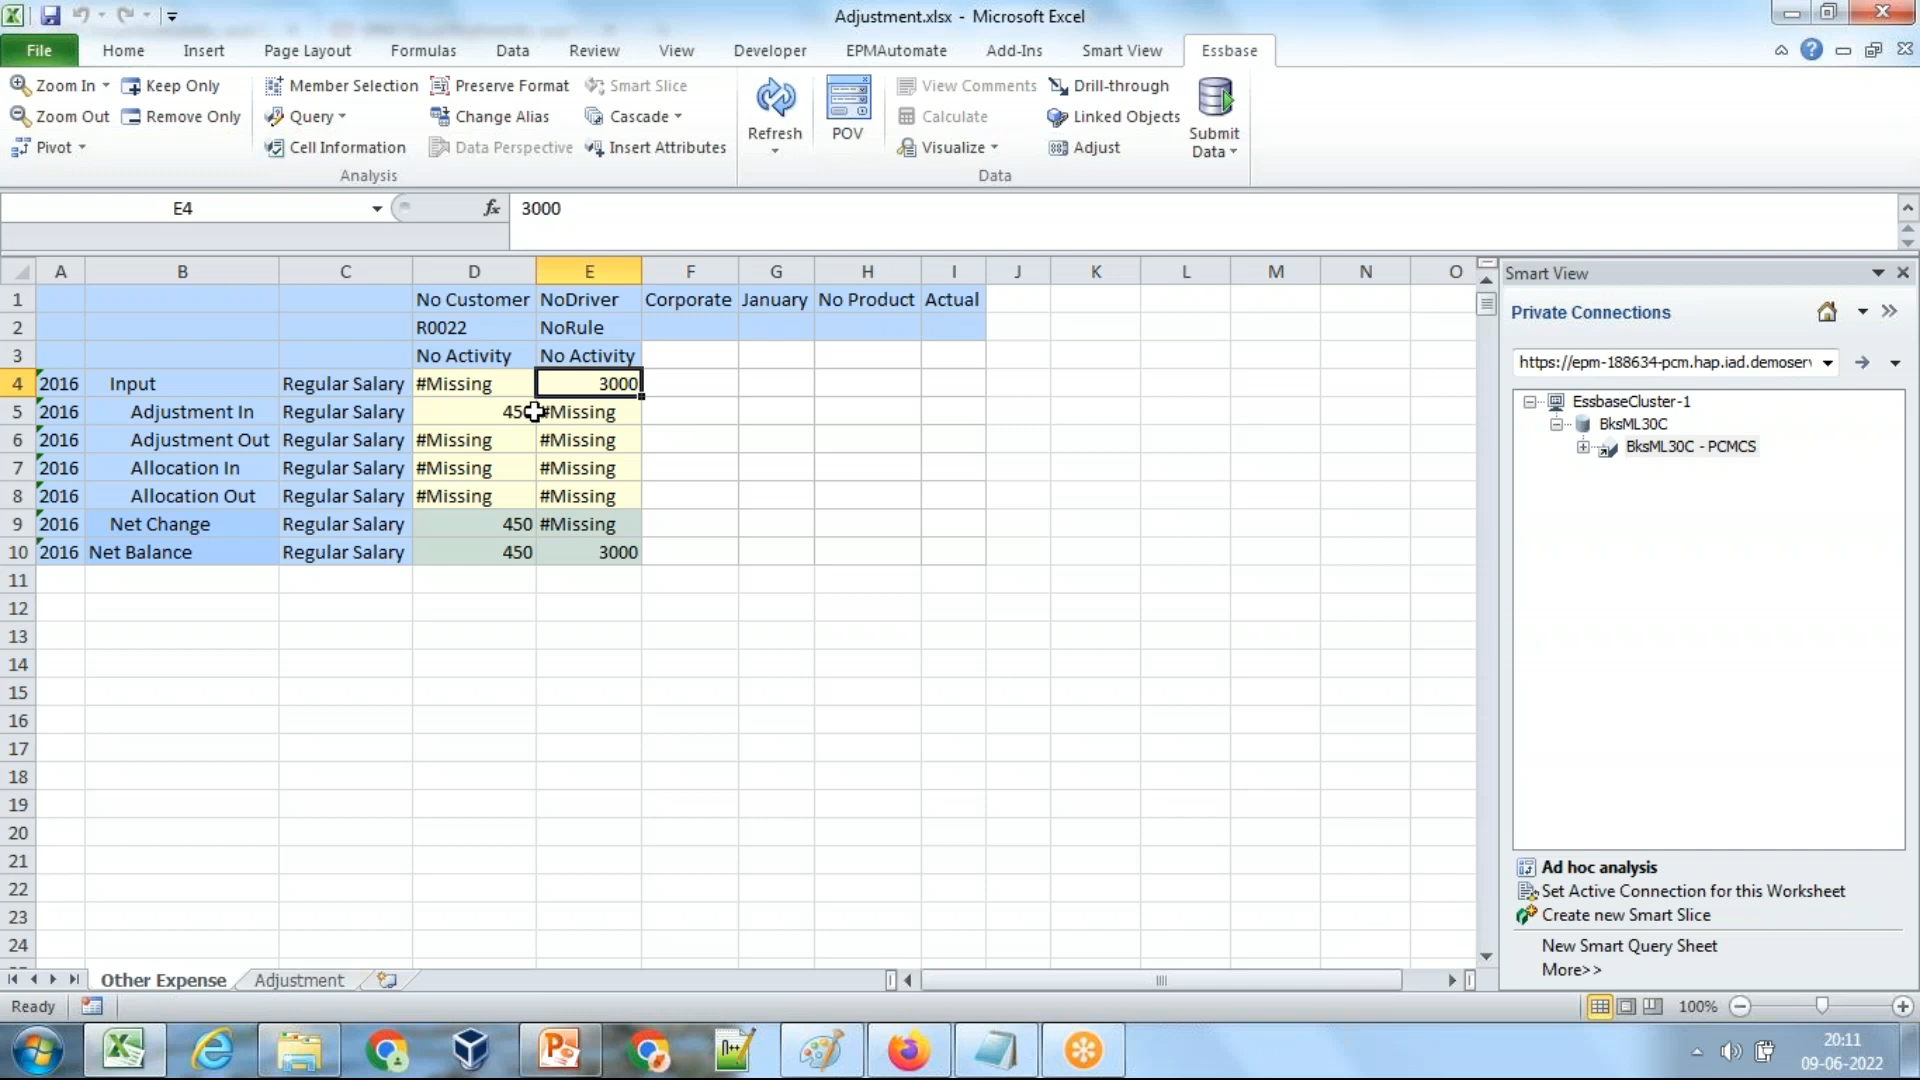 Adjustment.xlsx - Microsoft Excel
File Home Insert Page Layout Formulas Data Review View Developer EPMAutomate Add-Ins Smart View Essbase
Zoom In Keep Only Member Selection Preserve Format Smart Slice View Comments Drill-through
Zoom Out Remove Only Query Change Alias Cascade Refresh POV Calculate Linked Objects Submit Data
Pivot Cell Information Data Perspective Insert Attributes Visualize Adjust
Analysis Data
E4 fx 3000
A B C D E F G H I J K L M N O
1 No Customer NoDriver Corporate January No Product Actual
2 R0022 NoRule
3 No Activity No Activity
4 2016 Input Regular Salary #Missing 3000
5 2016 Adjustment In Regular Salary 450 #Missing
6 2016 Adjustment Out Regular Salary #Missing #Missing
7 2016 Allocation In Regular Salary #Missing #Missing
8 2016 Allocation Out Regular Salary #Missing #Missing
9 2016 Net Change Regular Salary 450 #Missing
10 2016 Net Balance Regular Salary 450 3000
11
12
13
14
15
16
17
18
19
20
21
22
23
24
Other Expense Adjustment
Ready 100%
Smart View
Private Connections
https://epm-188634-pcm.hap.iad.demoserv
EssbaseCluster-1
BksML30C
BksML30C - PCMCS
Ad hoc analysis
Set Active Connection for this Worksheet
Create new Smart Slice
New Smart Query Sheet
More>>
20:11
09-06-2022